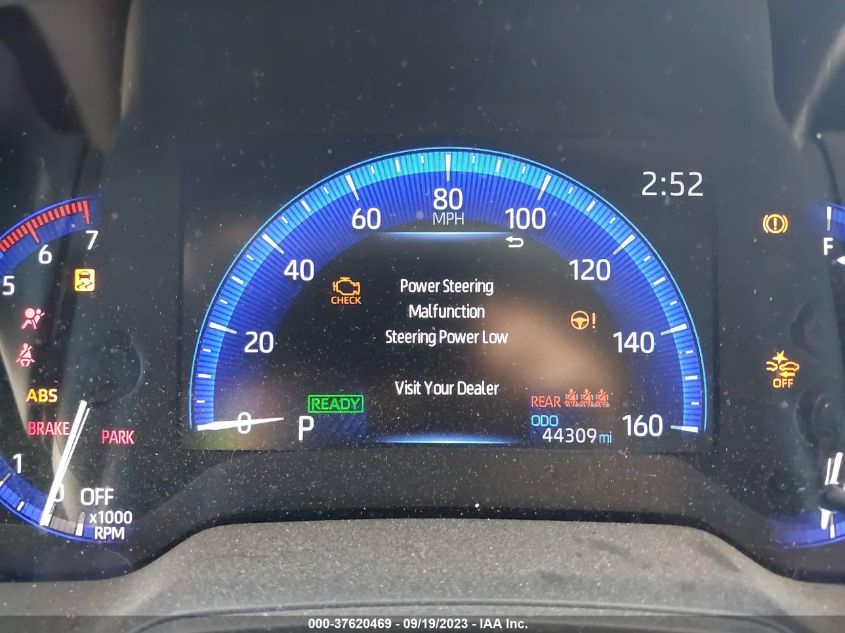 2:52
80
MPH
60
100
7
6
F
5
40
120
CHECK
Power Steering
Malfunction
Steering Power Low
!
20
140
OFF
Visit Your Dealer
ABS
READY
REAR
BRAKE
PARK
0
P
ODO
44309 mi
160
1
0
OFF
x1000
RPM
000-37620469 - 09/19/2023 - IAA Inc.